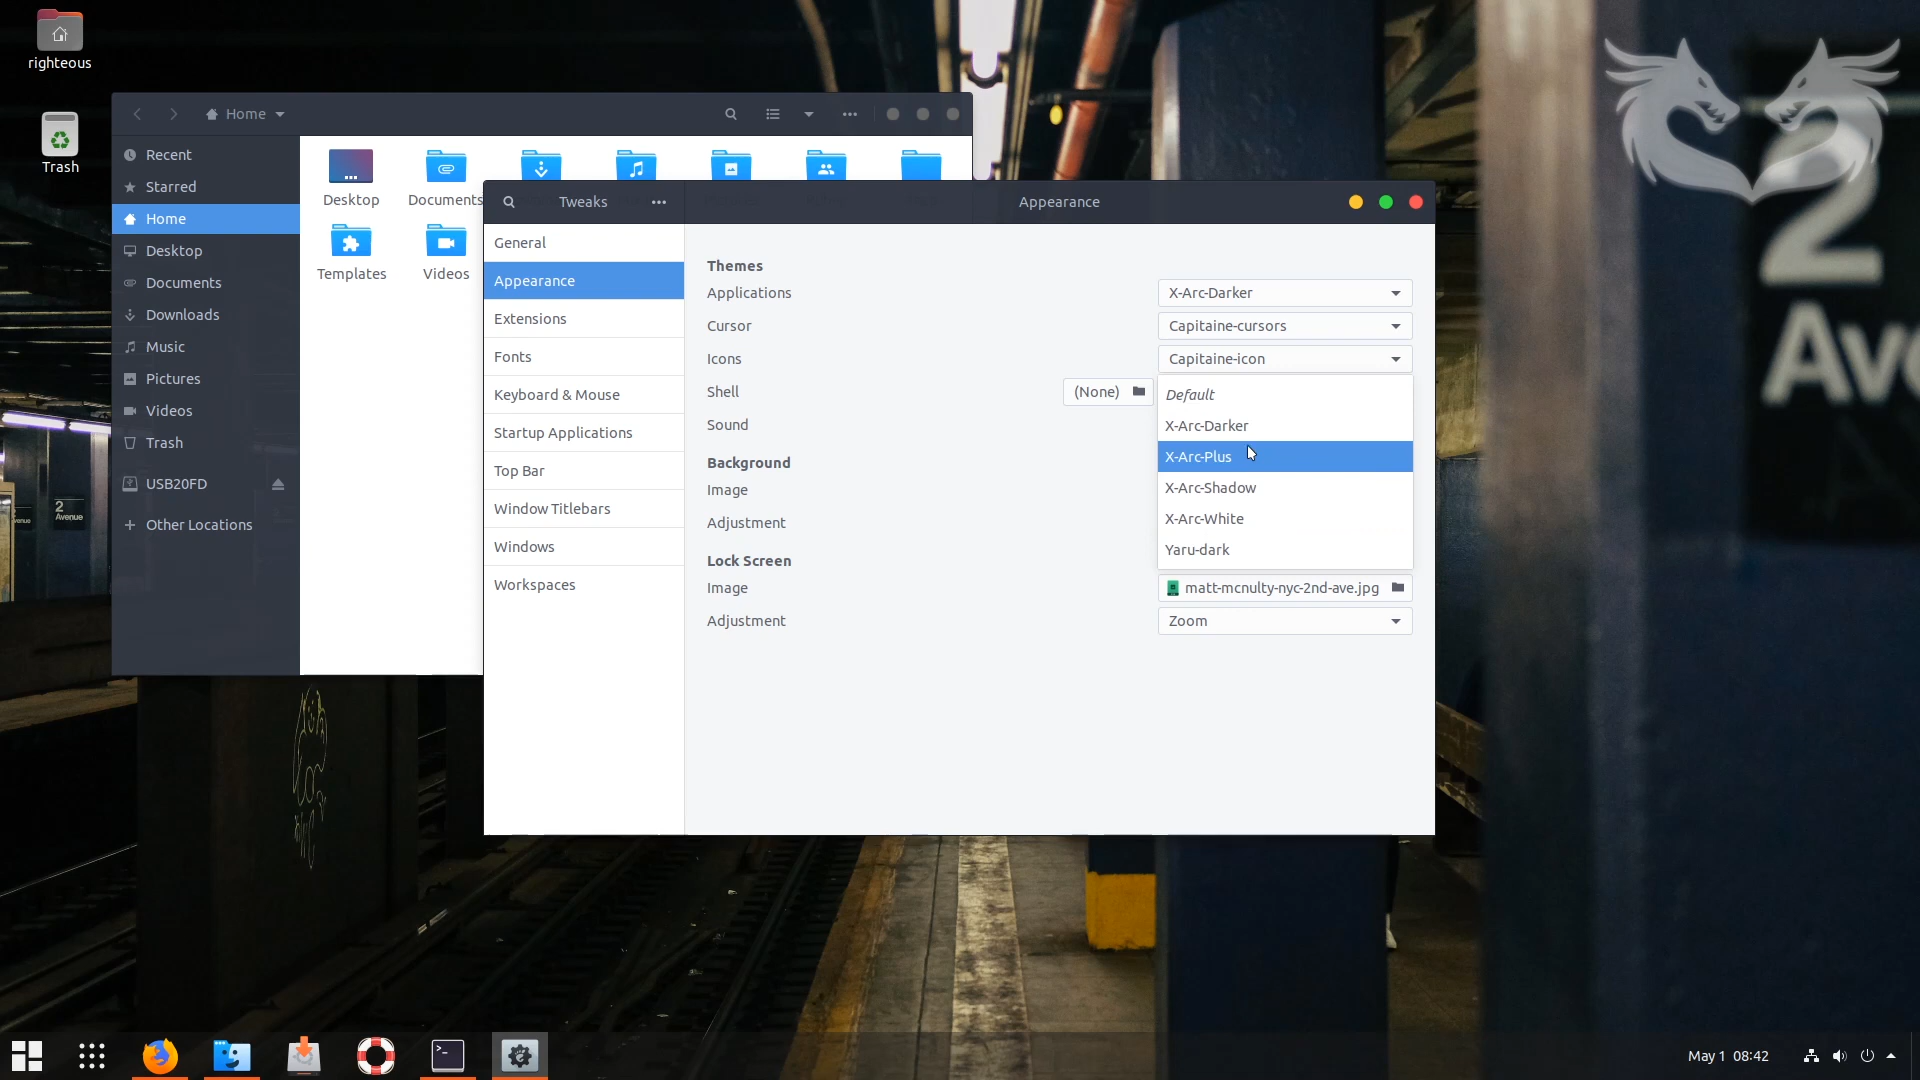 righteous
Trash
Home
Recent
Starred
Home
Desktop
Documents
Downloads
Music
Pictures
Videos
Trash
USB20FD
Other Locations
Desktop
Documents
Templates
Videos
Tweaks
Appearance
General
Appearance
Extensions
Fonts
Keyboard & Mouse
Startup Applications
Top Bar
Window Titlebars
Windows
Workspaces
Themes
Applications
X-Arc-Darker
Cursor
Capitaine-cursors
Icons
Capitaine-icon
Shell
(None)
Default
X-Arc-Darker
X-Arc-Plus
X-Arc-Shadow
X-Arc-White
Yaru-dark
Sound
Background
Image
Adjustment
Lock Screen
Image
matt-mcnulty-nyc-2nd-ave.jpg
Adjustment
Zoom
2
Ave
2
Avenue
May 1 08:42